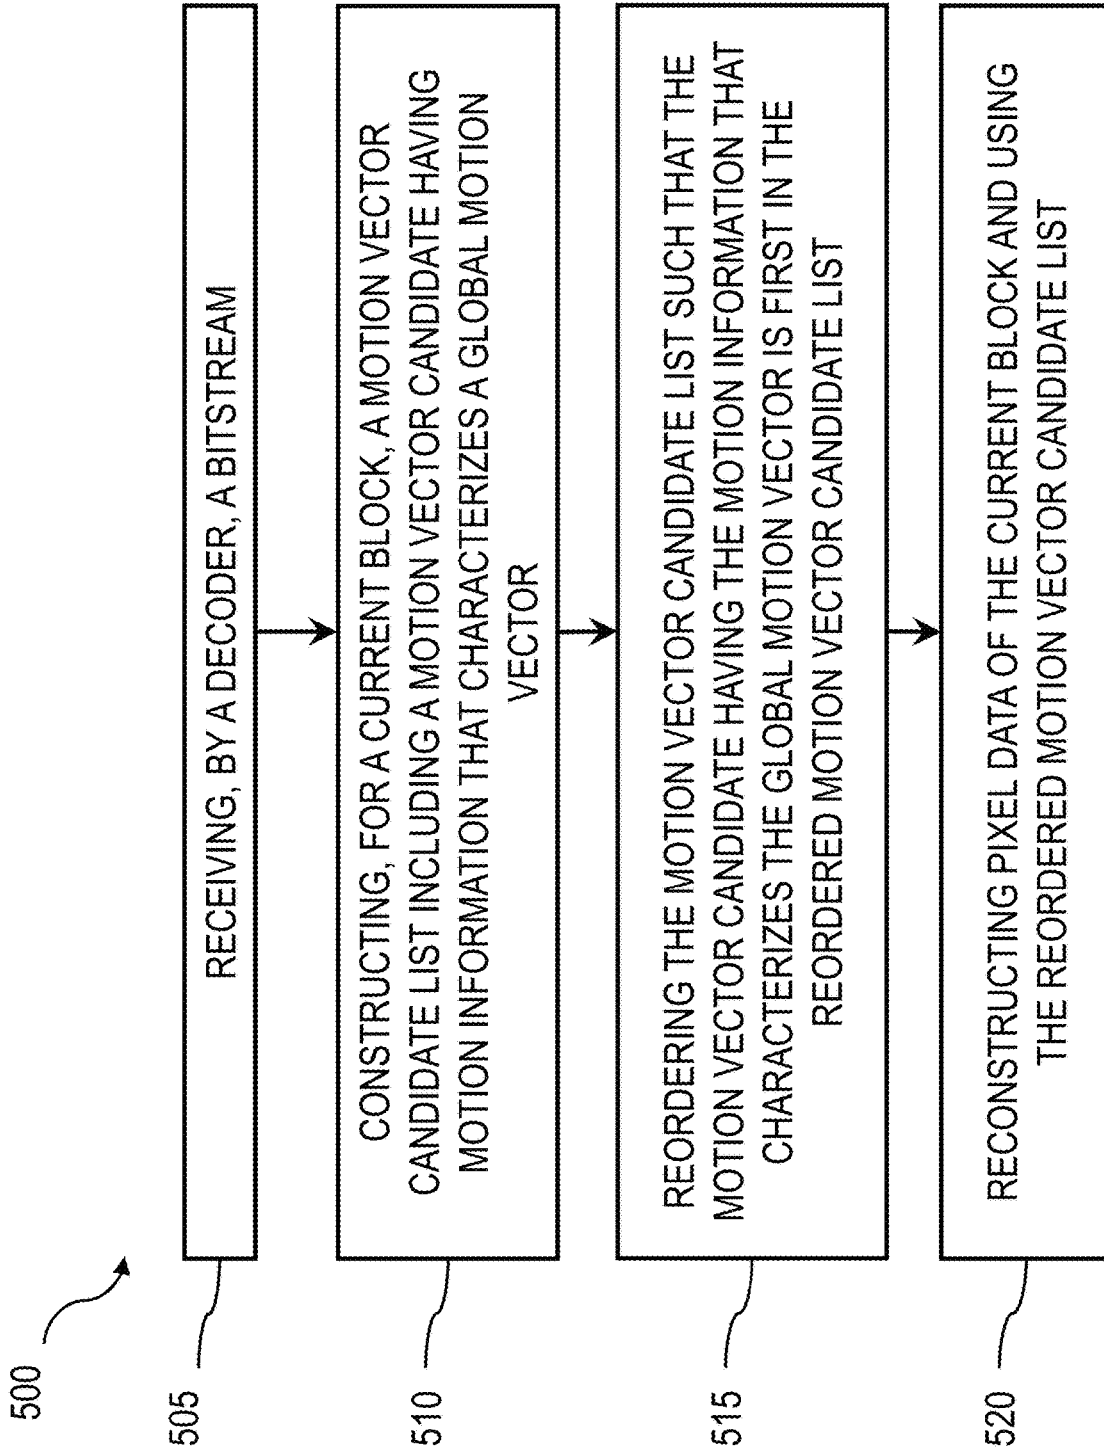 500
505
RECEIVING, BY A DECODER, A BITSTREAM
510
CONSTRUCTING, FOR A CURRENT BLOCK, A MOTION VECTOR
CANDIDATE LIST INCLUDING A MOTION VECTOR CANDIDATE HAVING
MOTION INFORMATION THAT CHARACTERIZES A GLOBAL MOTION
VECTOR
515
REORDERING THE MOTION VECTOR CANDIDATE LIST SUCH THAT THE
MOTION VECTOR CANDIDATE HAVING THE MOTION INFORMATION THAT
CHARACTERIZES THE GLOBAL MOTION VECTOR IS FIRST IN THE
REORDERED MOTION VECTOR CANDIDATE LIST
520
RECONSTRUCTING PIXEL DATA OF THE CURRENT BLOCK AND USING
THE REORDERED MOTION VECTOR CANDIDATE LIST